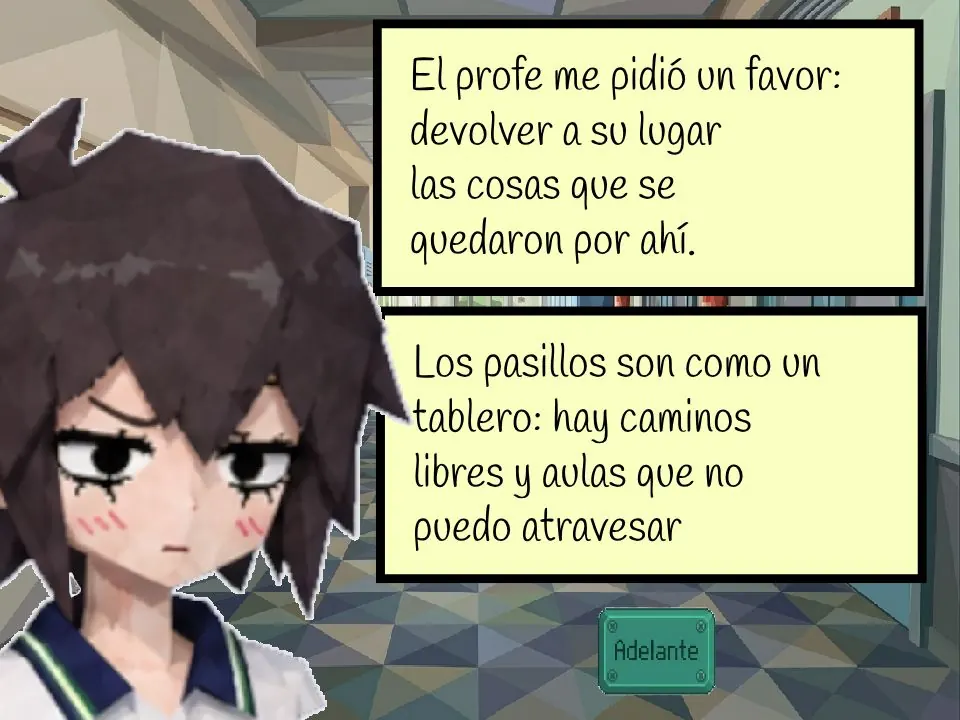 El profe me pidió un favor:
devolver a su lugar
las cosas que se
quedaron por ahí.
Los pasillos son como un
tablero: hay caminos
libres y aulas que no
puedo atravesar
Adelante